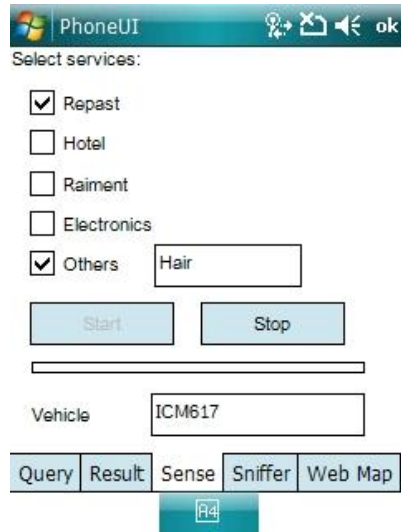 PhoneUI ok
Select services:
Repast
Hotel
Raiment
Electronics
Others Hair
Start Stop
Vehicle ICM617
Query Result Sense Sniffer Web Map
A4